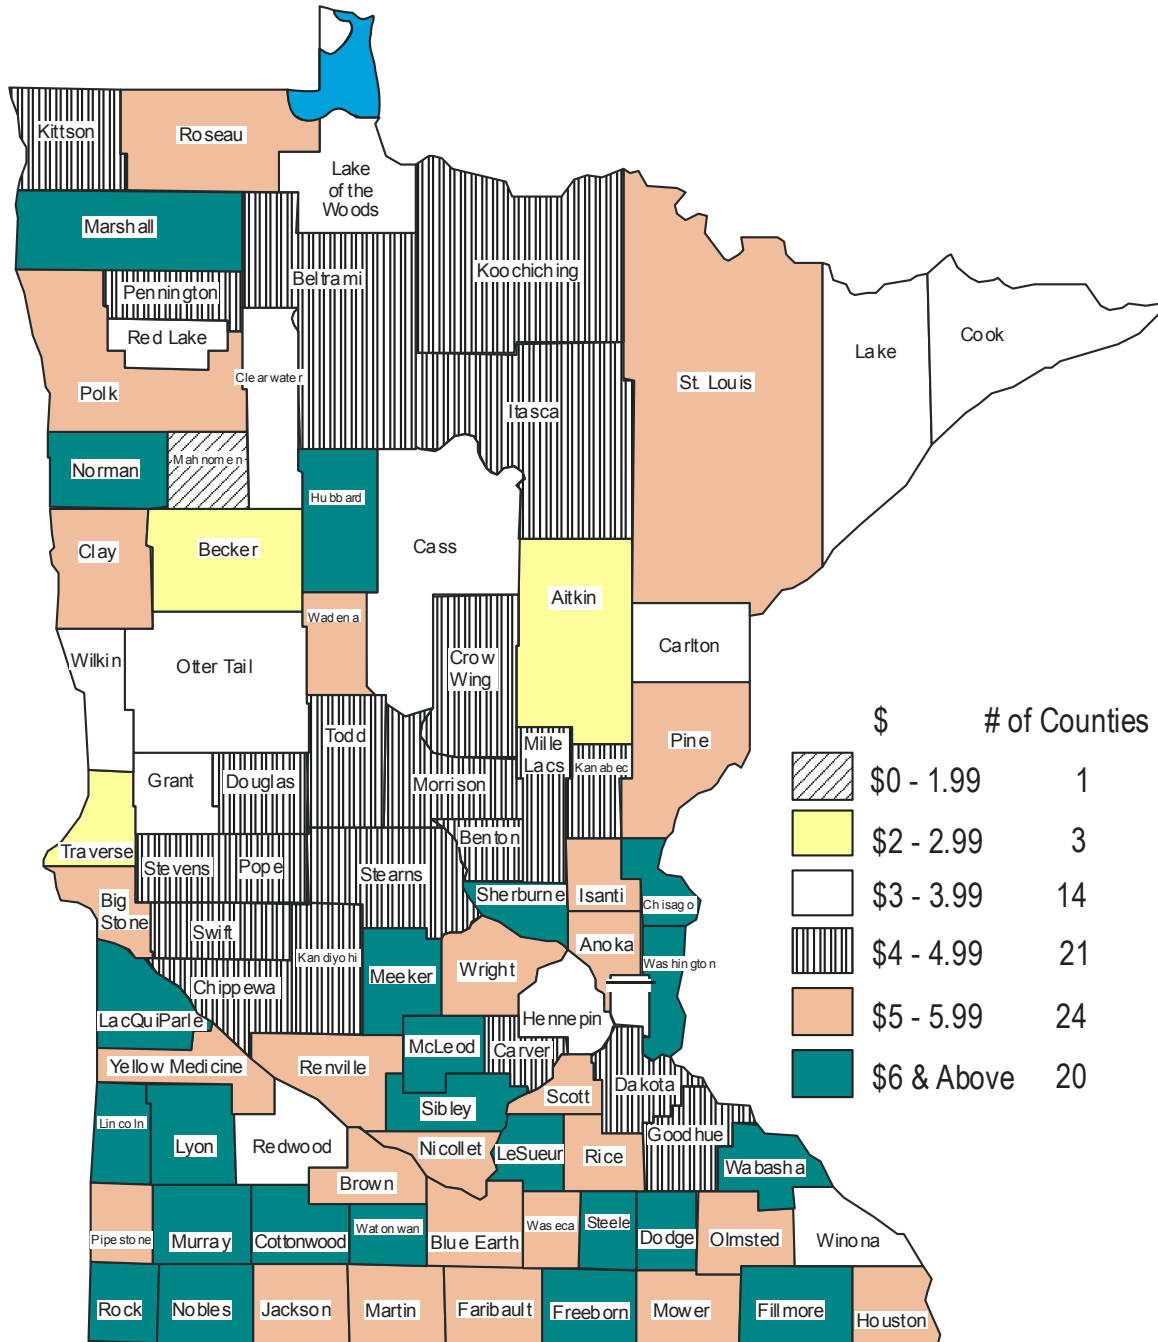 Kittson
Roseau
Lake
of the
Woods
Marshall
Beltrami
Koochiching
Pennington
Red Lake
Clearwater
Polk
Itasca
St. Louis
Lake
Cook
Norman
Mahnomen
Hubbard
Clay
Becker
Cass
Aitkin
Wadena
Wilkin
Otter Tail
Crow
Wing
Carlton
Todd
Mille
Lacs
Pine
Kanabec
Grant
Douglas
Morrison
Benton
Traverse
Stevens
Pope
Stearns
Sherburne
Isanti
Chisago
Big
Stone
Swift
Kandiyohi
Anoka
Washington
Meeker
Wright
Chippewa
LacQuiParle
Hennepin
McLeod
Carver
Yellow Medicine
Renville
Dakota
Scott
Sibley
Lincoln
Lyon
Redwood
Nicollet
LeSueur
Rice
Goodhue
Wabasha
Brown
Pipestone
Murray
Cottonwood
Watonwan
Blue Earth
Waseca
Steele
Dodge
Olmsted
Winona
Rock
Nobles
Jackson
Martin
Faribault
Freeborn
Mower
Fillmore
Houston
$ # of Counties
$0 - 1.99 1
$2 - 2.99 3
$3 - 3.99 14
$4 - 4.99 21
$5 - 5.99 24
$6 & Above 20